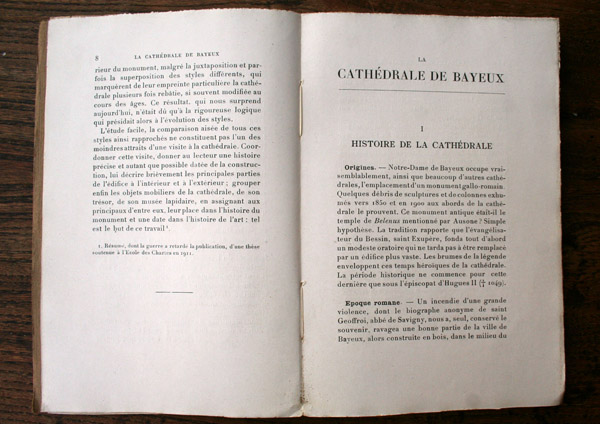 8 LA CATHÉDRALE DE BAYEUX
rieur du monument, malgré la juxtaposition et par-
fois la superposition des styles différents, qui
marquèrent de leur empreinte particulière la cathé-
drale plusieurs fois rebâtie, si souvent modifiée au
cours des âges. Ce résultat, qui nous surprend
aujourd'hui, n'était dû qu'à la rigoureuse logique
qui présidait alors à l'évolution des styles.
L'étude facile, la comparaison aisée de tous ces
styles ainsi rapprochés ne constituent pas l'un des
moindres attraits d'une visite à la cathédrale. Coor-
donner cette visite, donner au lecteur une histoire
précise et autant que possible datée de la construc-
tion, lui décrire brièvement les principales parties
de l'édifice à l'intérieur et à l'extérieur ; grouper
enfin les objets mobiliers de la cathédrale, de son
trésor, de son musée lapidaire, en assignant aux
principaux d'entre eux, leur place dans l'histoire du
monument et une date dans l'histoire de l'art : tel
est le but de ce travail¹.
1. Résumé, dont la guerre a retardé la publication, d'une thèse
soutenue à l'Ecole des Chartes en 1911.
LA
CATHÉDRALE DE BAYEUX
I
HISTOIRE DE LA CATHÉDRALE
Origines. — Notre-Dame de Bayeux occupe vrai-
semblablement, ainsi que beaucoup d'autres cathé-
drales, l'emplacement d'un monument gallo-romain.
Quelques débris de sculptures et de colonnes exhu-
més vers 1850 et en 1900 aux abords de la cathé-
drale le prouvent. Ce monument antique était-il le
temple de Belenus mentionné par Ausone ? Simple
hypothèse. La tradition rapporte que l'évangélisa-
teur du Bessin, saint Exupère, fonda tout d'abord
un modeste oratoire qui ne tarda pas à être remplacé
par un édifice plus vaste. Les brumes de la légende
enveloppent ces temps héroïques de la cathédrale.
La période historique ne commence pour cette
dernière que sous l'épiscopat d'Hugues II († 1049).
Epoque romane. — Un incendie d'une grande
violence, dont le biographe anonyme de saint
Geoffroi, abbé de Savigny, nous a, seul, conservé le
souvenir, ravagea une bonne partie de la ville de
Bayeux, alors construite en bois, dans le milieu du